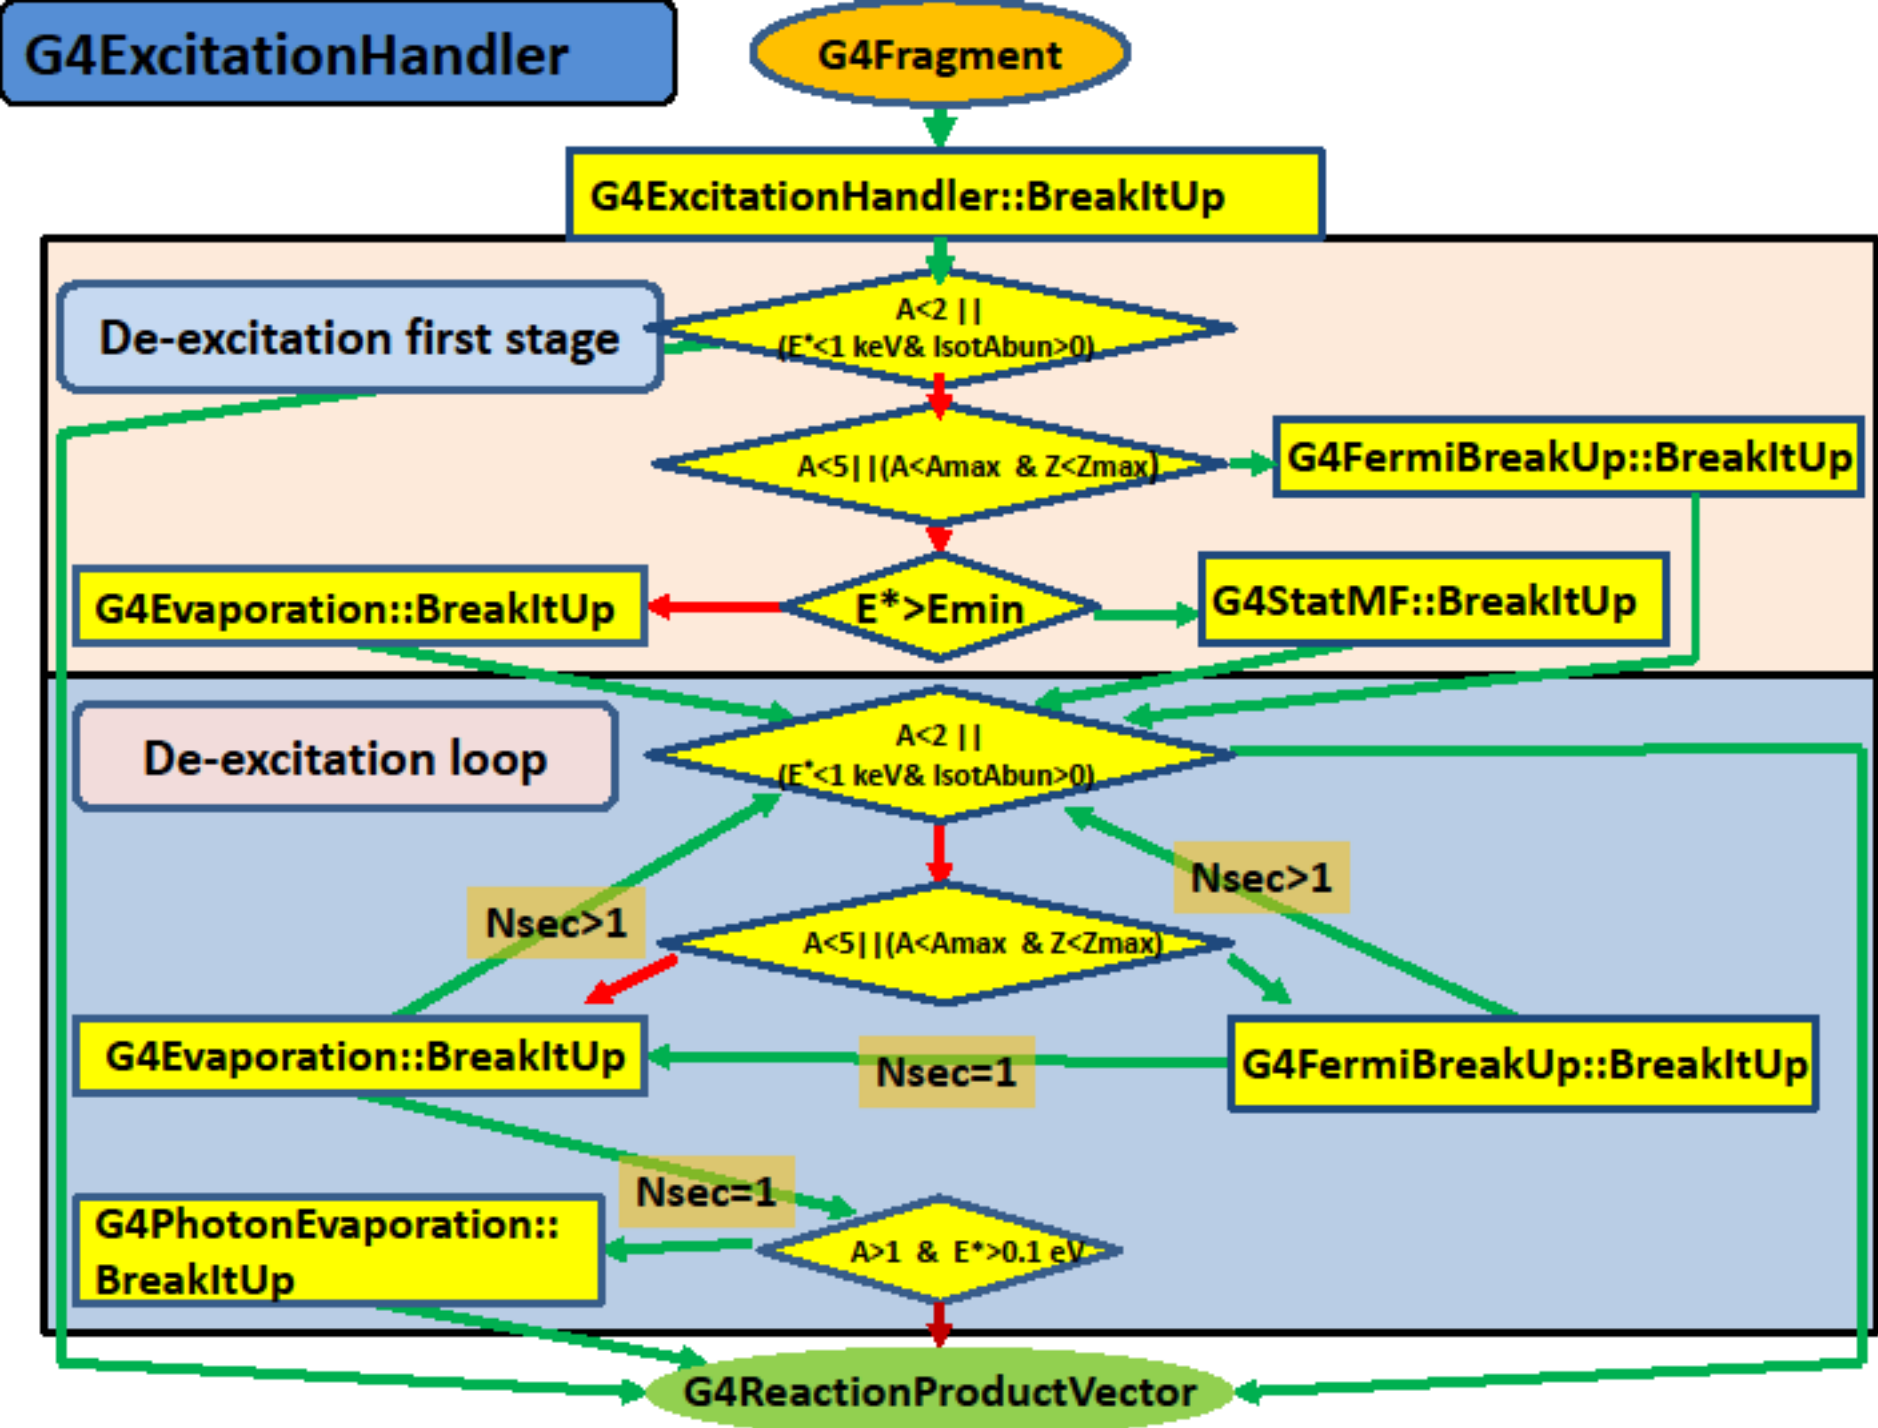 G4ExcitationHandler
G4Fragment
G4ExcitationHandler::BreakItUp
De-excitation first stage
A<2 ||
(E*<1 keV& IsotAbun>0)
A<5||(A<Amax & Z<Zmax)
G4FermiBreakUp::BreakItUp
G4Evaporation::BreakItUp
E*>Emin
G4StatMF::BreakItUp
De-excitation loop
A<2 ||
(E*<1 keV& IsotAbun>0)
Nsec>1
Nsec>1
A<5||(A<Amax & Z<Zmax)
G4Evaporation::BreakItUp
Nsec=1
G4FermiBreakUp::BreakItUp
Nsec=1
G4PhotonEvaporation::
BreakItUp
A>1 & E*>0.1 eV
G4ReactionProductVector